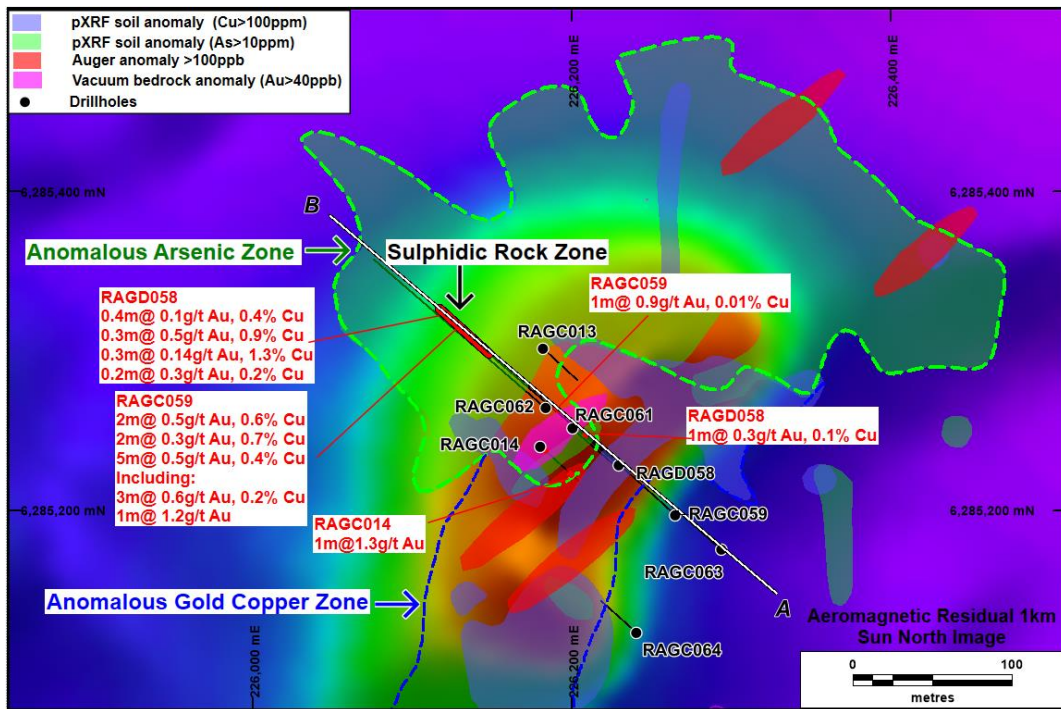 pXRF soil anomaly (Cu>100ppm)
pXRF soil anomaly (As>10ppm)
Auger anomaly >100ppb
Vacuum bedrock anomaly (Au>40ppb)
Drillholes
226,200 mE
226,400 mE
6,285,400 mN
6,285,400 mN
B
Anomalous Arsenic Zone
Sulphidic Rock Zone
RAGD058
0.4m@ 0.1g/t Au, 0.4% Cu
0.3m@ 0.5g/t Au, 0.9% Cu
0.3m@ 0.14g/t Au, 1.3% Cu
0.2m@ 0.3g/t Au, 0.2% Cu
RAGC059
1m@ 0.9g/t Au, 0.01% Cu
RAGC013
RAGC059
2m@ 0.5g/t Au, 0.6% Cu
2m@ 0.3g/t Au, 0.7% Cu
5m@ 0.5g/t Au, 0.4% Cu
Including:
3m@ 0.6g/t Au, 0.2% Cu
1m@ 1.2g/t Au
RAGC062
RAGC061
RAGD058
1m@ 0.3g/t Au, 0.1% Cu
RAGC014
RAGD058
RAGC014
1m@1.3g/t Au
RAGC059
6,285,200 mN
6,285,200 mN
RAGC063
Anomalous Gold Copper Zone
A
RAGC064
226,000 mE
226,200 mE
Aeromagnetic Residual 1km
Sun North Image
0
100
metres